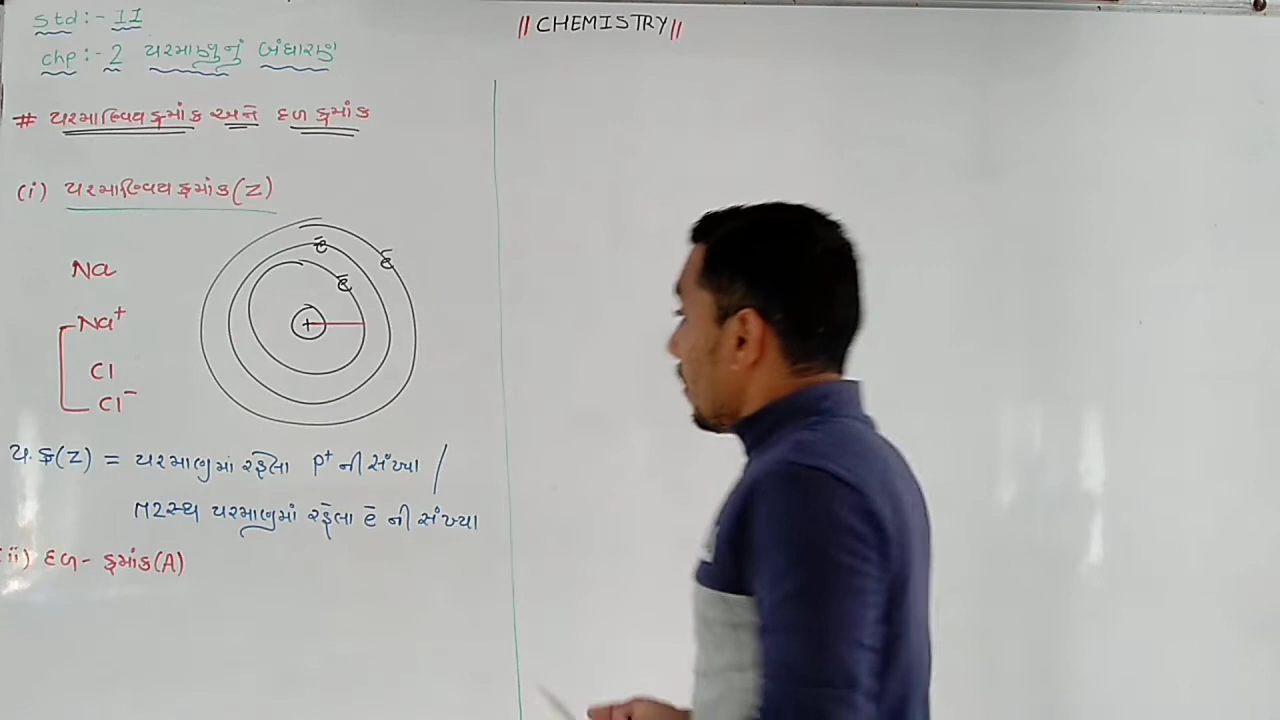 std:- 11
|| CHEMISTRY ||
chp:- 2 પરમાણુનું બંધારણ
# પરમાણ્વિય ક્રમાંક અને દળ ક્રમાંક
(i) પરમાણ્વિય ક્રમાંક (Z)
ē
ē
ē
Na
Na⁺
+
Cl
Cl⁻
પ.ક્ર(Z) = પરમાણુમાં રહેલા p⁺ ની સંખ્યા /
તટસ્થ પરમાણુમાં રહેલા ē ની સંખ્યા
ii) દળ- ક્રમાંક(A)